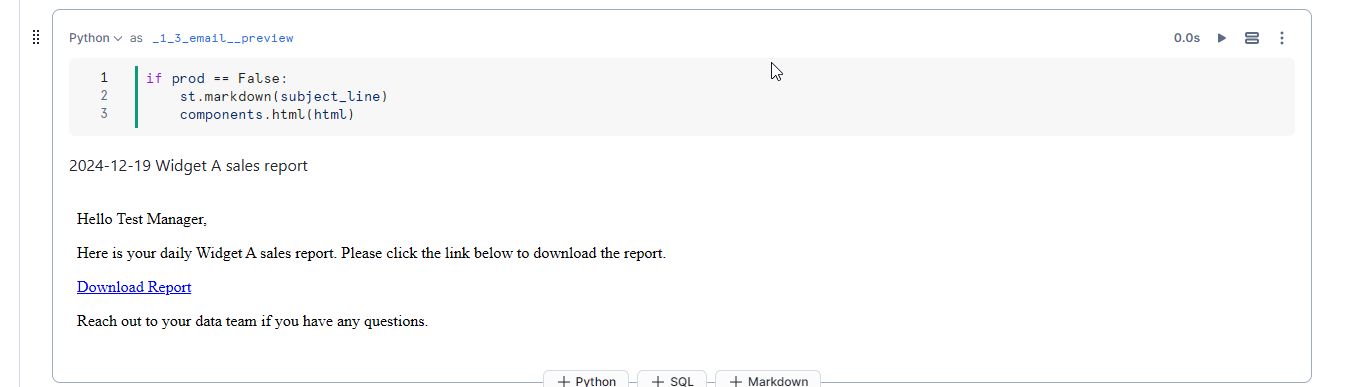 Python as _1_3_email__preview 0.0s
1 if prod == False:
2 st.markdown(subject_line)
3 components.html(html)
2024-12-19 Widget A sales report
Hello Test Manager,
Here is your daily Widget A sales report. Please click the link below to download the report.
Download Report
Reach out to your data team if you have any questions.
+ Python + SQL + Markdown